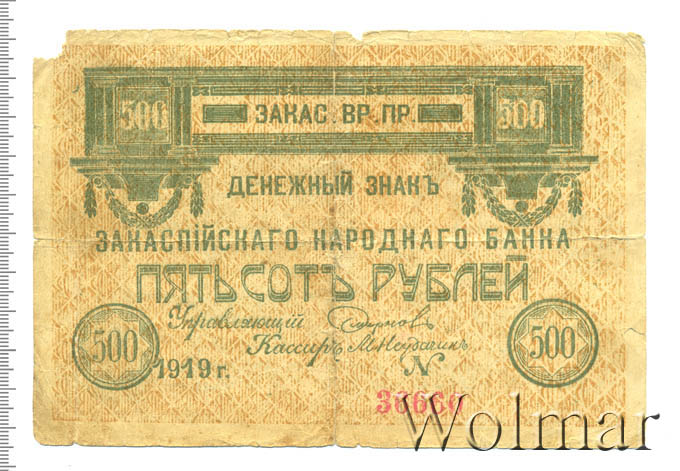 500 ЗАКАС. ВР. ПР. 500
ДЕНЕЖНЫЙ ЗНАКЪ
ЗАКАСПІЙСКАГО НАРОДНАГО БАНКА
ПЯТЬСОТЪ РУБЛЕЙ
Управляющій
500 Кассиръ 500
1919 г. N
Wolmar